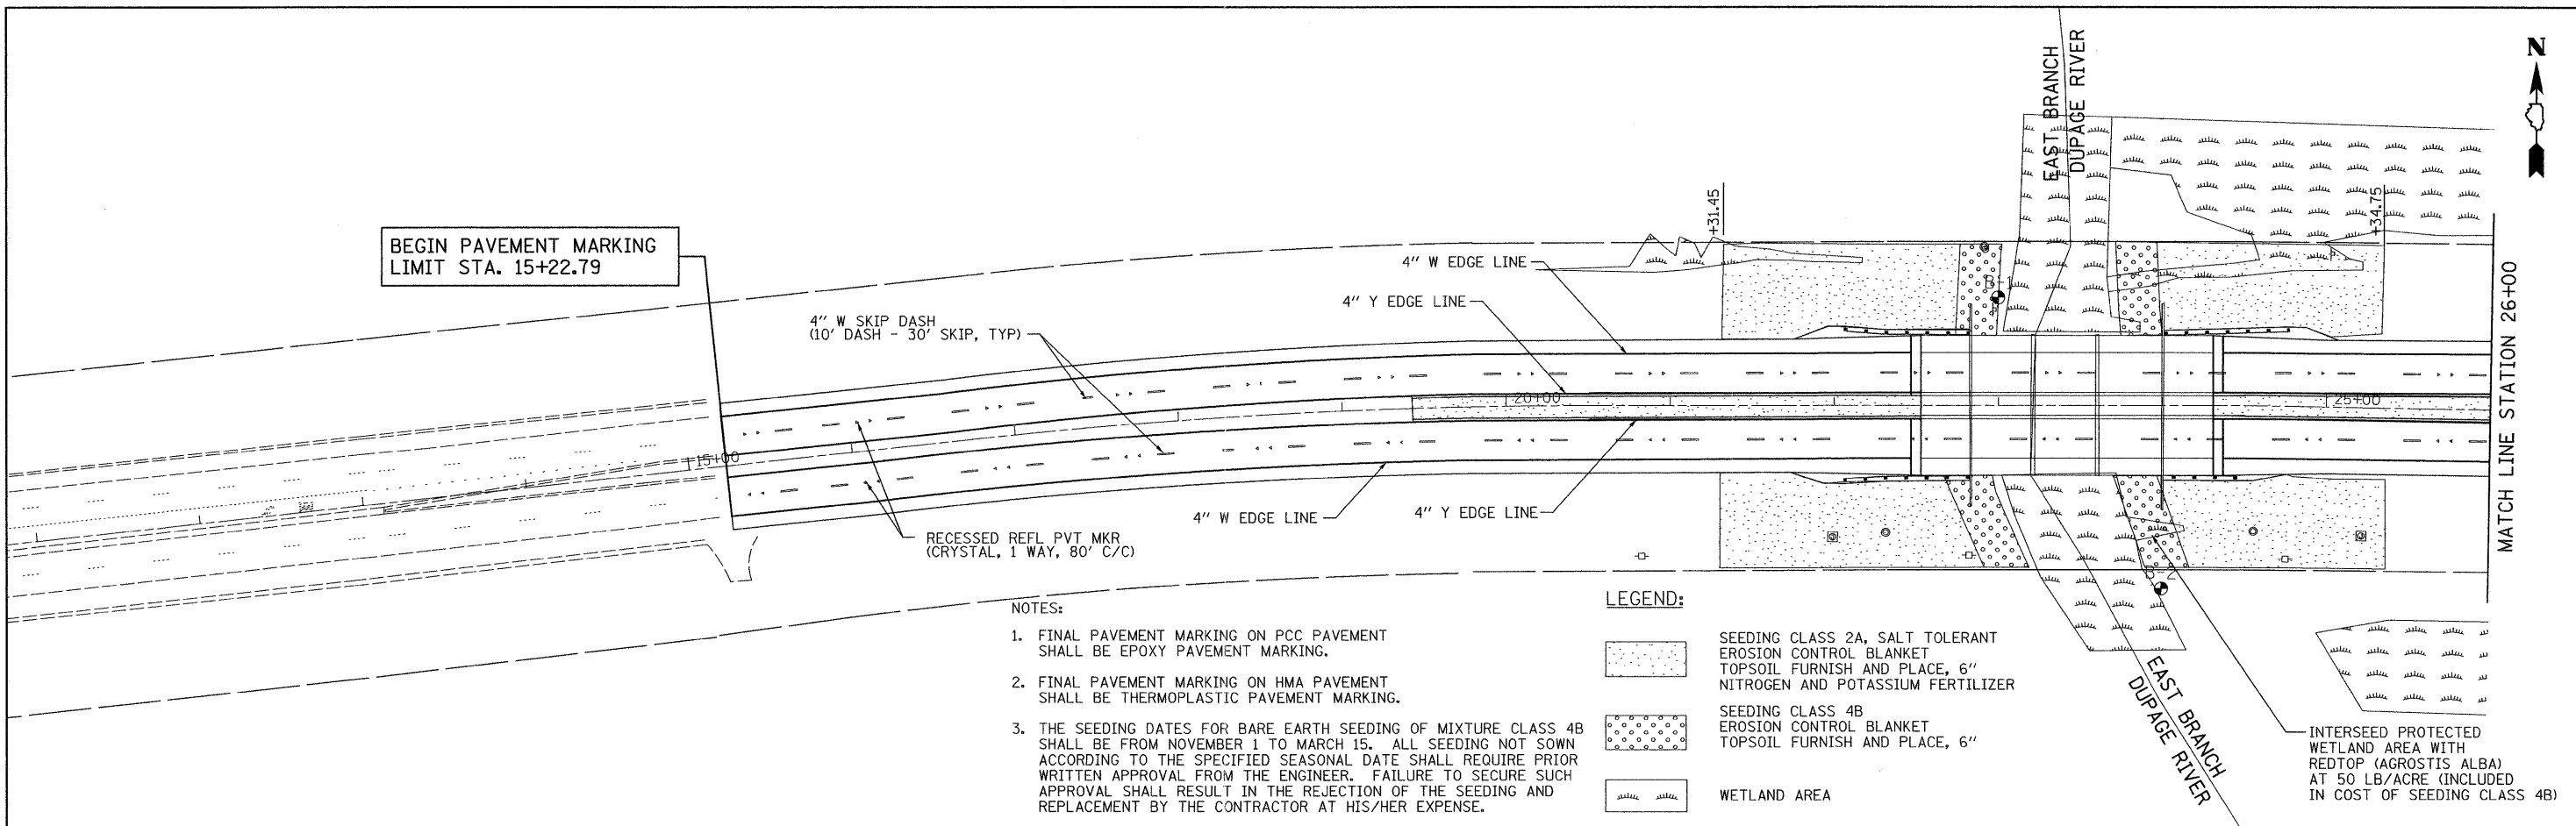 N
EAST BRANCH
DUPAGE RIVER
+31.45
+34.75
BEGIN PAVEMENT MARKING
LIMIT STA. 15+22.79
4" W EDGE LINE
4" Y EDGE LINE
4" W SKIP DASH
(10' DASH - 30' SKIP, TYP)
B-1
MATCH LINE STATION 26+00
15+00
20+00
25+00
4" W EDGE LINE
4" Y EDGE LINE
RECESSED REFL PVT MKR
(CRYSTAL, 1 WAY, 80' C/C)
B-2
NOTES:
1. FINAL PAVEMENT MARKING ON PCC PAVEMENT
SHALL BE EPOXY PAVEMENT MARKING.
2. FINAL PAVEMENT MARKING ON HMA PAVEMENT
SHALL BE THERMOPLASTIC PAVEMENT MARKING.
3. THE SEEDING DATES FOR BARE EARTH SEEDING OF MIXTURE CLASS 4B
SHALL BE FROM NOVEMBER 1 TO MARCH 15. ALL SEEDING NOT SOWN
ACCORDING TO THE SPECIFIED SEASONAL DATE SHALL REQUIRE PRIOR
WRITTEN APPROVAL FROM THE ENGINEER. FAILURE TO SECURE SUCH
APPROVAL SHALL RESULT IN THE REJECTION OF THE SEEDING AND
REPLACEMENT BY THE CONTRACTOR AT HIS/HER EXPENSE.
LEGEND:
SEEDING CLASS 2A, SALT TOLERANT
EROSION CONTROL BLANKET
TOPSOIL FURNISH AND PLACE, 6"
NITROGEN AND POTASSIUM FERTILIZER
SEEDING CLASS 4B
EROSION CONTROL BLANKET
TOPSOIL FURNISH AND PLACE, 6"
WETLAND AREA
EAST BRANCH
DUPAGE RIVER
INTERSEED PROTECTED
WETLAND AREA WITH
REDTOP (AGROSTIS ALBA)
AT 50 LB/ACRE (INCLUDED
IN COST OF SEEDING CLASS 4B)